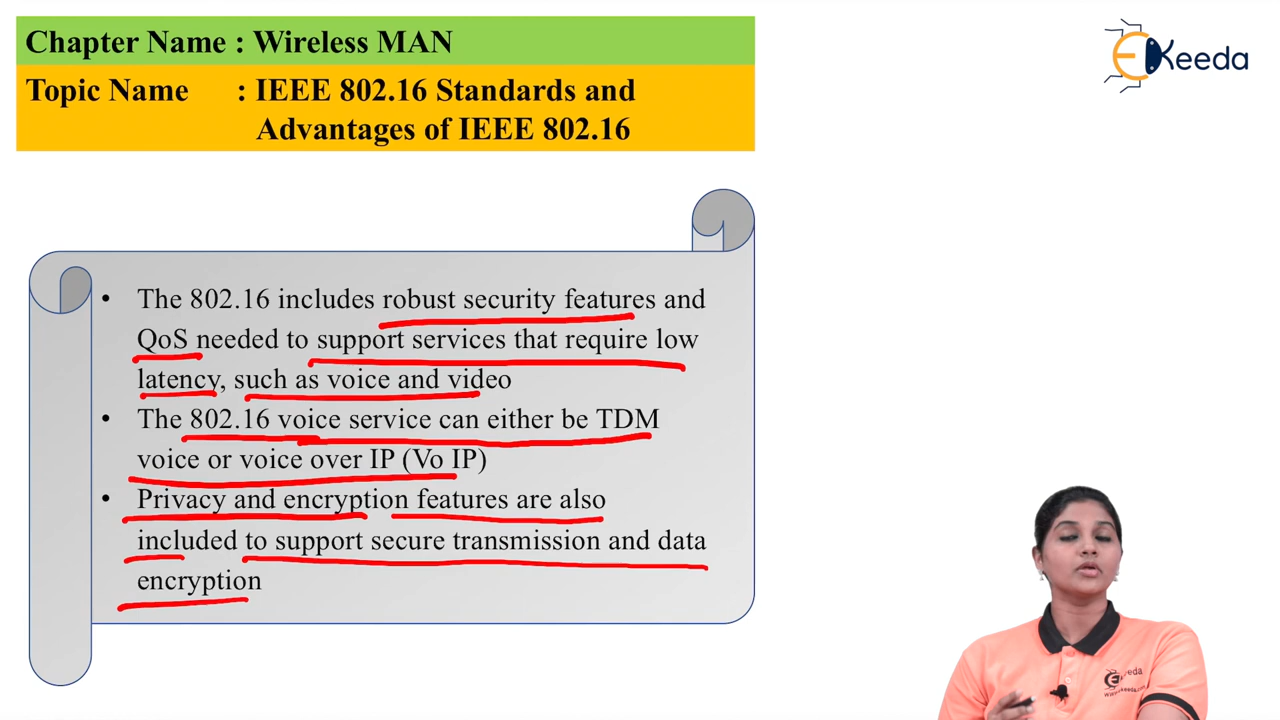 Chapter Name : Wireless MAN
EKeeda
Topic Name : IEEE 802.16 Standards and
Advantages of IEEE 802.16
• The 802.16 includes robust security features and
QoS needed to support services that require low
latency, such as voice and video
• The 802.16 voice service can either be TDM
voice or voice over IP (Vo IP)
• Privacy and encryption features are also
included to support secure transmission and data
encryption